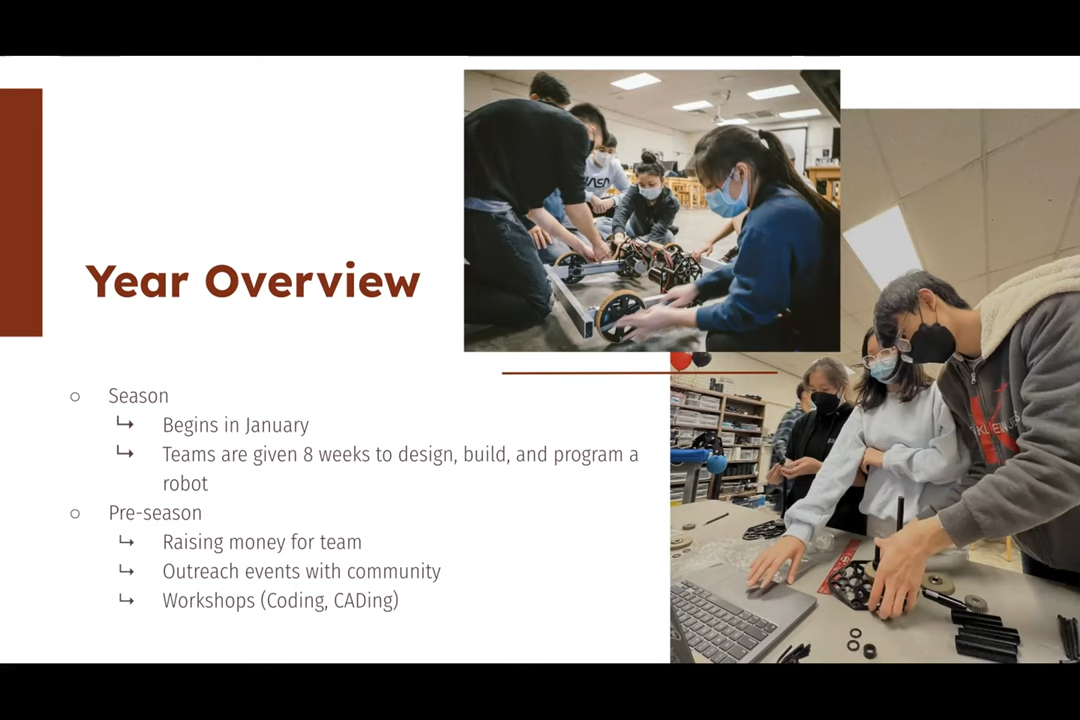 Year Overview
○ Season
↳ Begins in January
↳ Teams are given 8 weeks to design, build, and program a
robot
○ Pre-season
↳ Raising money for team
↳ Outreach events with community
↳ Workshops (Coding, CADing)
NASA